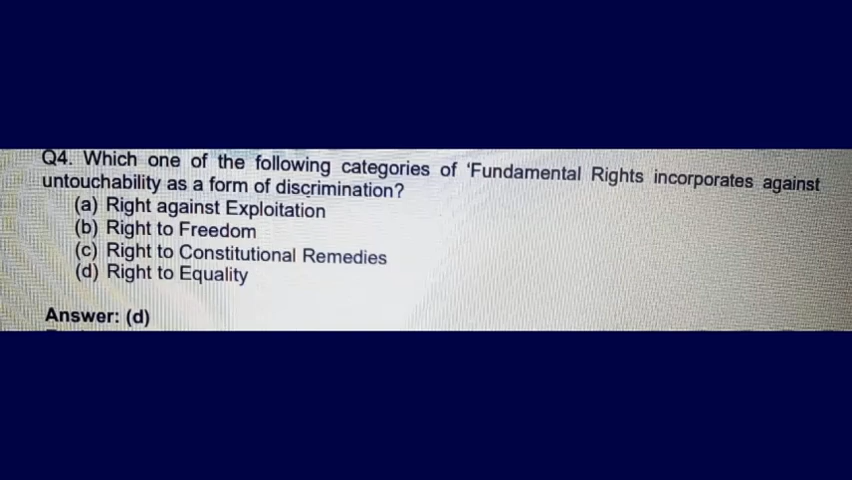 Q4. Which one of the following categories of ‘Fundamental Rights incorporates against
untouchability as a form of discrimination?
(a) Right against Exploitation
(b) Right to Freedom
(c) Right to Constitutional Remedies
(d) Right to Equality
Answer: (d)